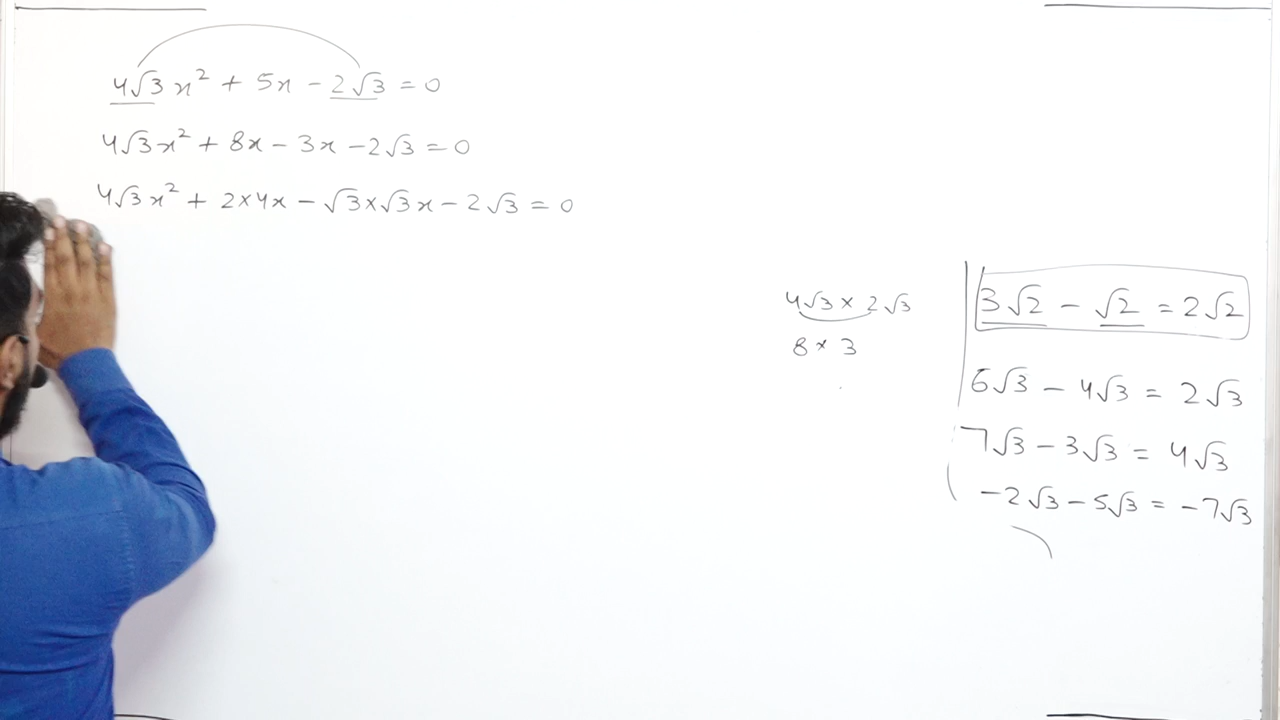 4√3x² + 5x - 2√3 = 0
4√3x² + 8x - 3x - 2√3 = 0
4√3x² + 2×4x - √3×√3x - 2√3 = 0
4√3 × 2√3
8 × 3
3√2 - √2 = 2√2
6√3 - 4√3 = 2√3
7√3 - 3√3 = 4√3
-2√3 - 5√3 = -7√3